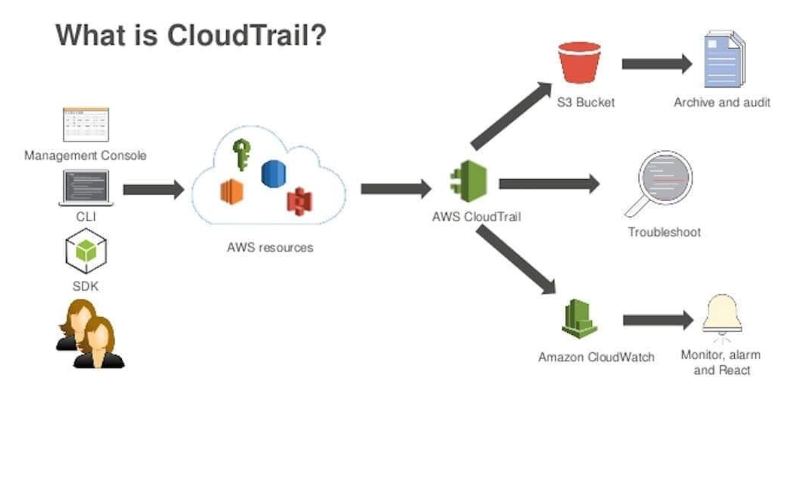 What is CloudTrail?
Management Console
CLI
SDK
AWS resources
AWS CloudTrail
S3 Bucket
Archive and audit
Troubleshoot
Amazon CloudWatch
Monitor, alarm
and React